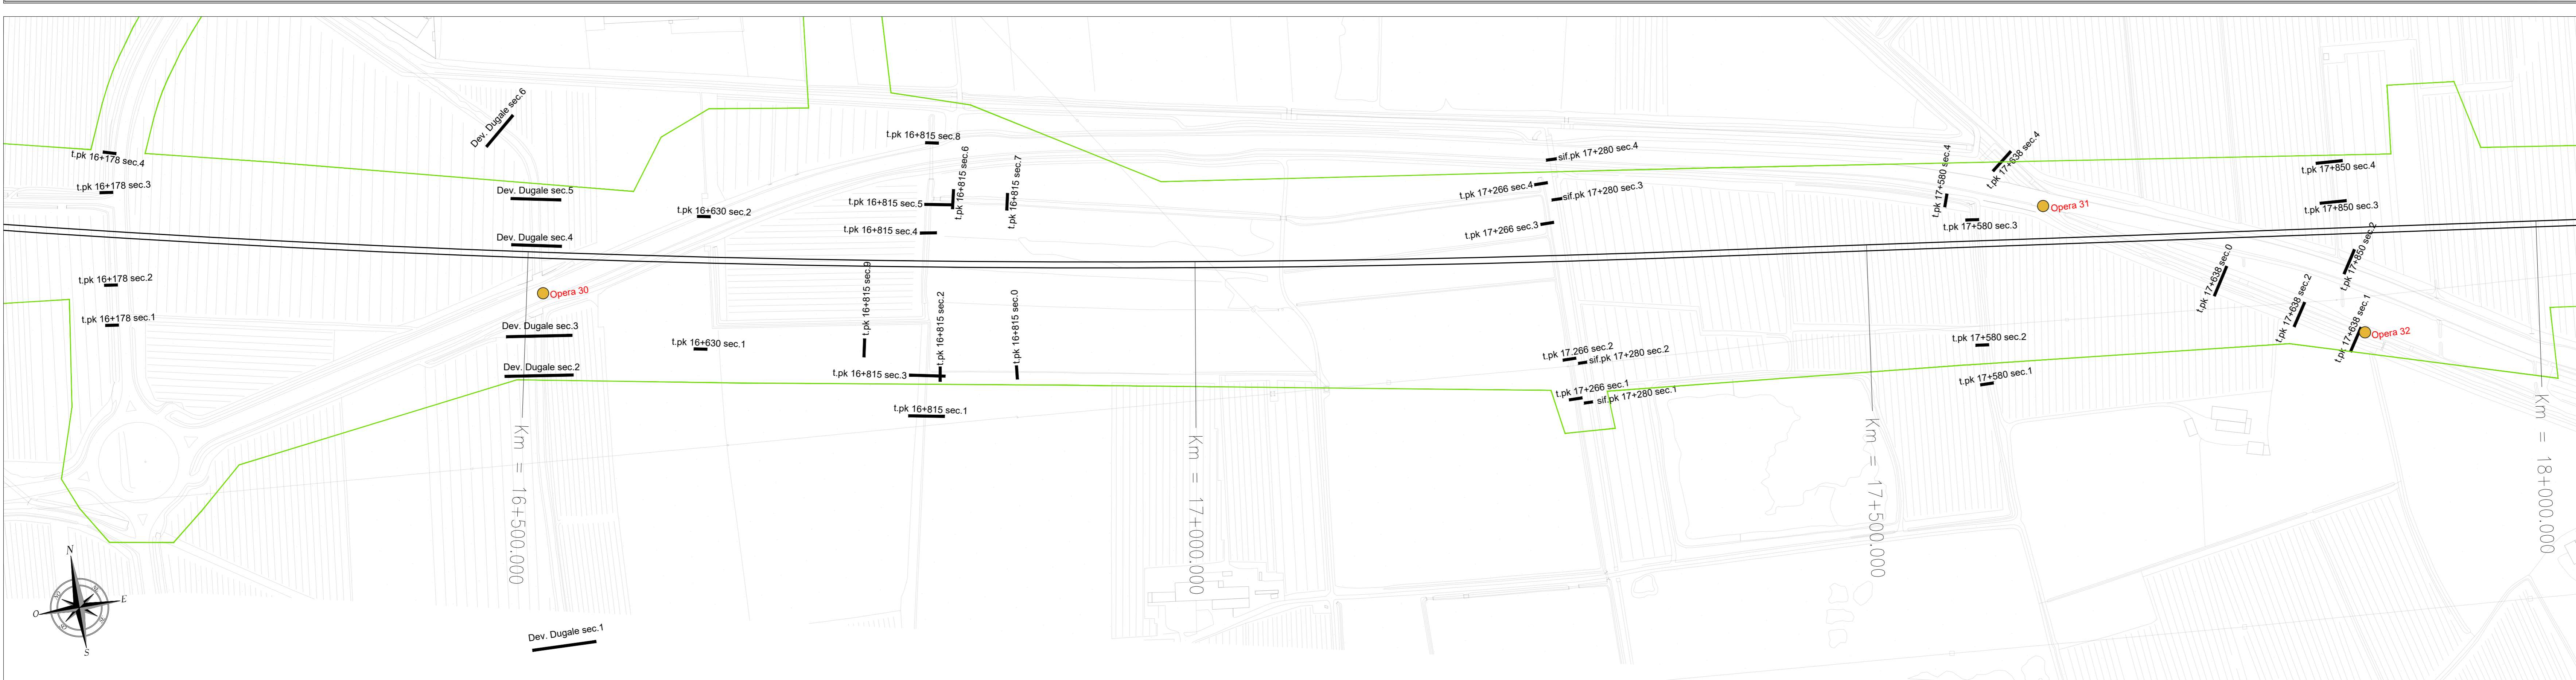 Dev. Dugale sec.6
t.pk 16+178 sec.4
t.pk 16+178 sec.3
Dev. Dugale sec.5
t.pk 16+630 sec.2
Dev. Dugale sec.4
t.pk 16+178 sec.2
Opera 30
t.pk 16+178 sec.1
Dev. Dugale sec.3
t.pk 16+630 sec.1
Dev. Dugale sec.2
Km = 16+500.000
Dev. Dugale sec.1
N
O
E
S
t.pk 16+815 sec.8
t.pk 16+815 sec.6
t.pk 16+815 sec.7
t.pk 16+815 sec.5
t.pk 16+815 sec.4
t.pk 16+815 sec.9
t.pk 16+815 sec.2
t.pk 16+815 sec.0
t.pk 16+815 sec.3
t.pk 16+815 sec.1
Km = 17+000.000
sif.pk 17+280 sec.4
t.pk 17+266 sec.4
sif.pk 17+280 sec.3
t.pk 17+266 sec.3
t.pk 17.266 sec.2
sif.pk 17+280 sec.2
t.pk 17+266 sec.1
sif.pk 17+280 sec.1
Km = 17+500.000
t.pk 17+580 sec.4
t.pk 17+638 sec.4
Opera 31
t.pk 17+580 sec.3
t.pk 17+580 sec.2
t.pk 17+580 sec.1
t.pk 17+850 sec.4
t.pk 17+850 sec.3
t.pk 17+638 sec.0
t.pk 17+850 sec.2
t.pk 17+638 sec.2
t.pk 17+638 sec.1
Opera 32
Km = 18+000.000